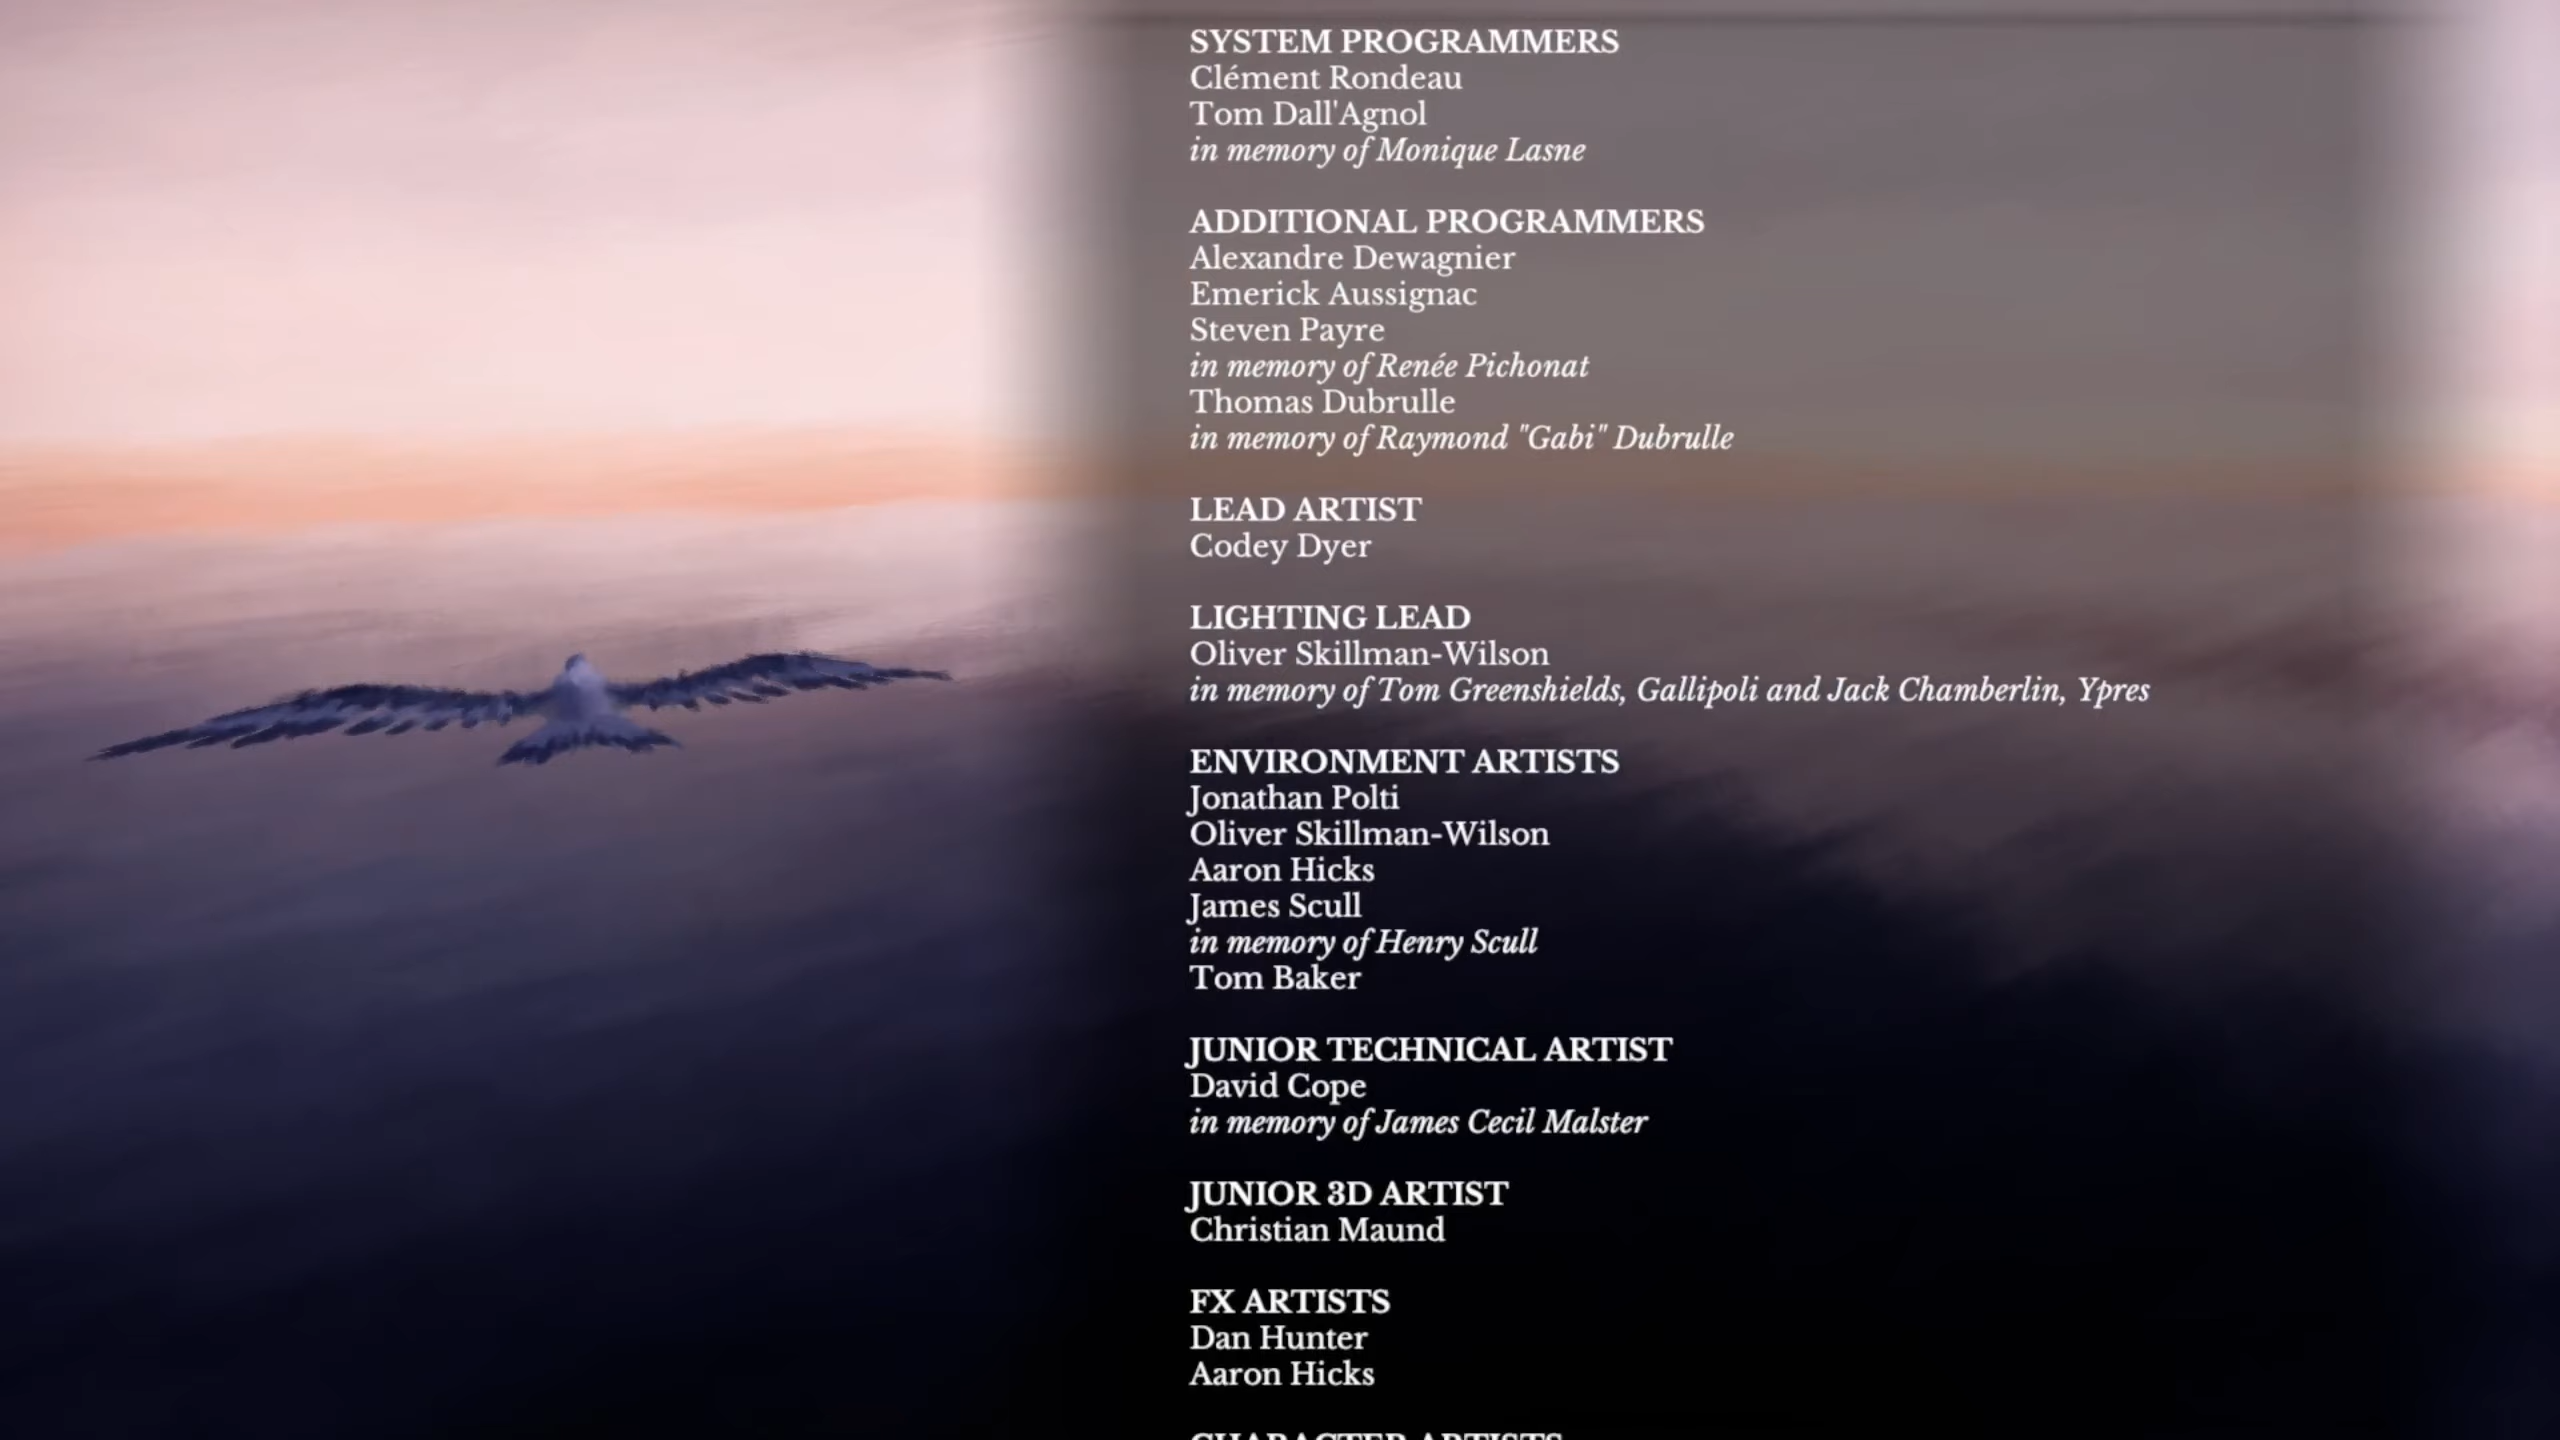 SYSTEM PROGRAMMERS
Clément Rondeau
Tom Dall'Agnol
in memory of Monique Lasne
ADDITIONAL PROGRAMMERS
Alexandre Dewagnier
Emerick Aussignac
Steven Payre
in memory of Renée Pichonat
Thomas Dubrulle
in memory of Raymond "Gabi" Dubrulle
LEAD ARTIST
Codey Dyer
LIGHTING LEAD
Oliver Skillman-Wilson
in memory of Tom Greenshields, Gallipoli and Jack Chamberlin, Ypres
ENVIRONMENT ARTISTS
Jonathan Polti
Oliver Skillman-Wilson
Aaron Hicks
James Scull
in memory of Henry Scull
Tom Baker
JUNIOR TECHNICAL ARTIST
David Cope
in memory of James Cecil Malster
JUNIOR 3D ARTIST
Christian Maund
FX ARTISTS
Dan Hunter
Aaron Hicks
CHARACTER ARTISTS